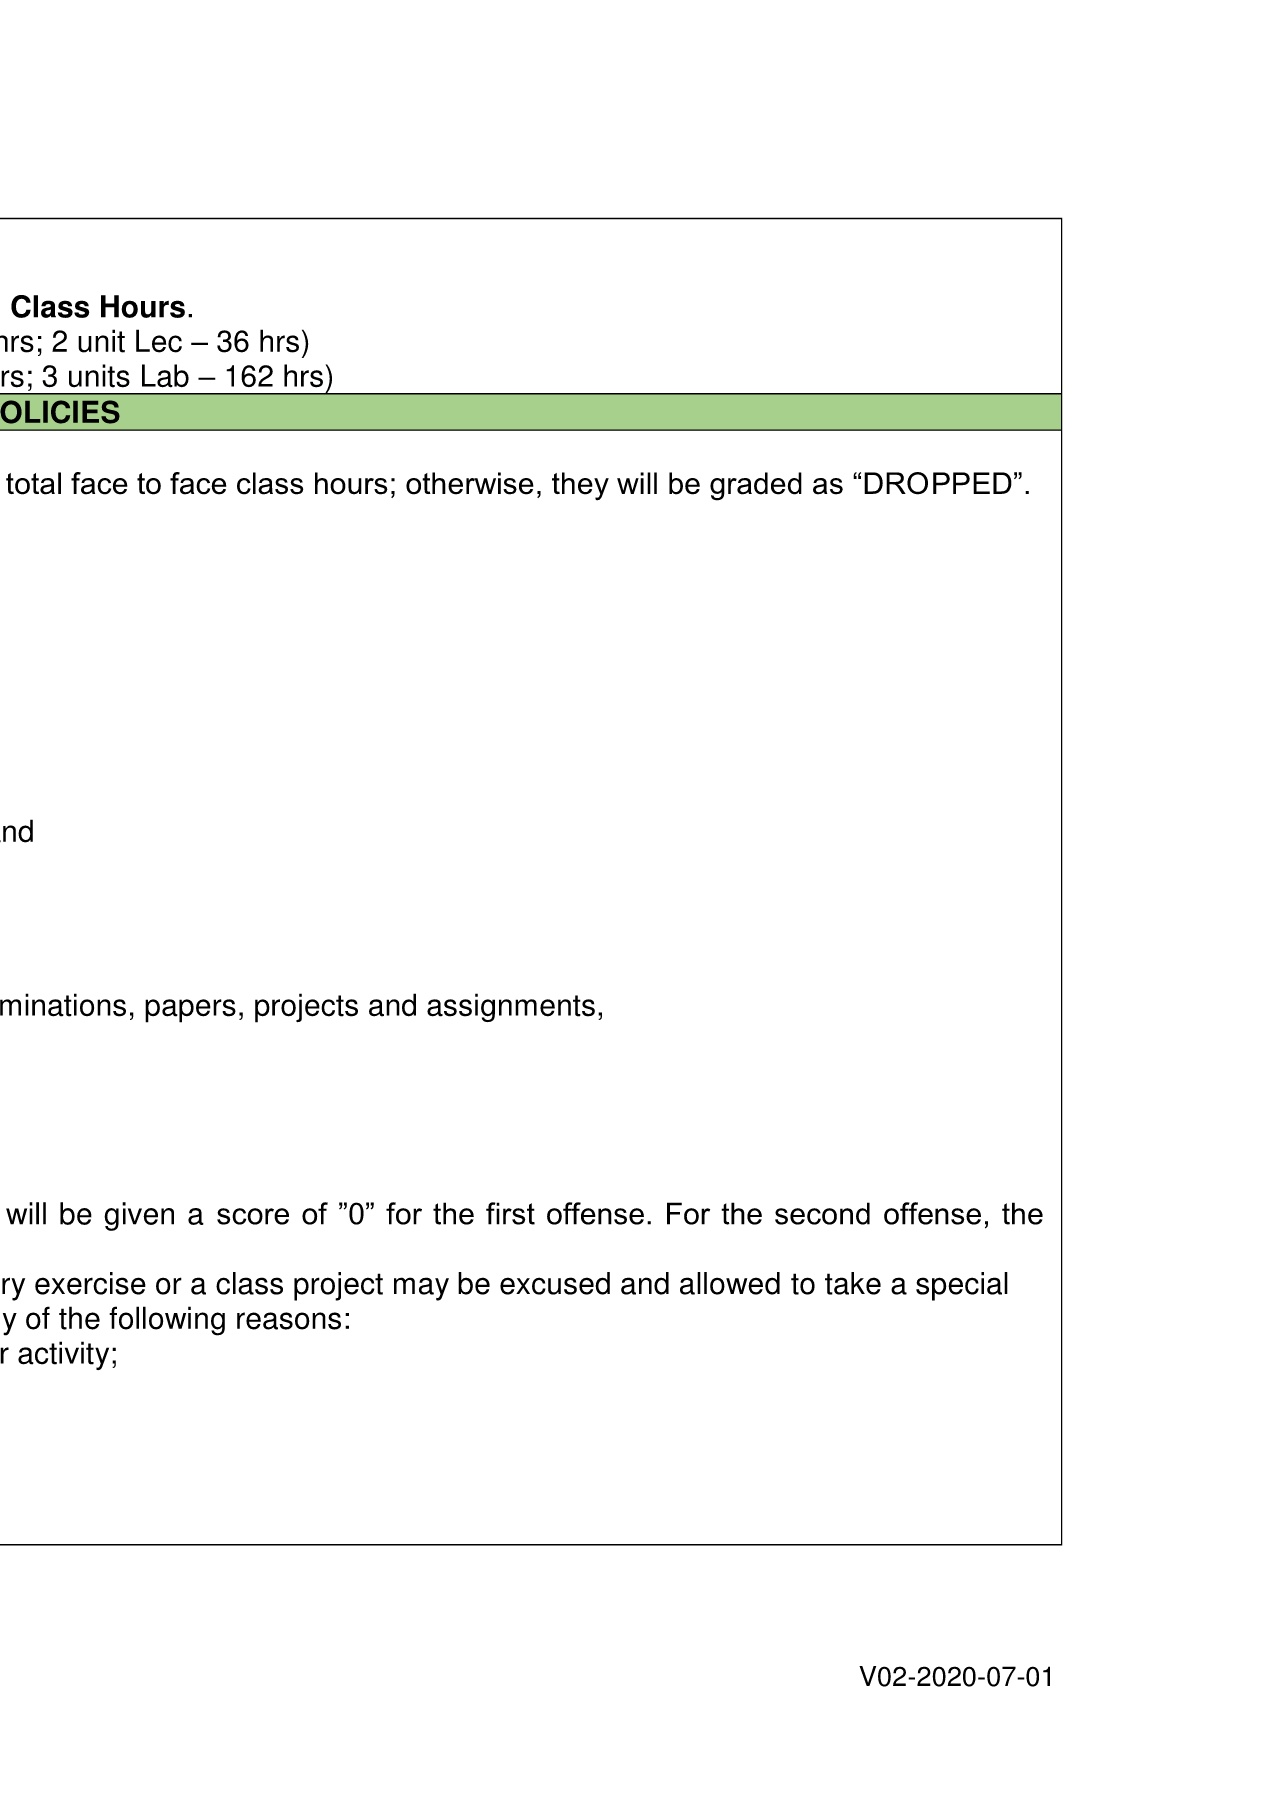 Class Hours.
hrs; 2 unit Lec – 36 hrs)
rs; 3 units Lab – 162 hrs)
OLICIES
total face to face class hours; otherwise, they will be graded as “DROPPED”.
nd
minations, papers, projects and assignments,
will be given a score of ”0” for the first offense. For the second offense, the
ry exercise or a class project may be excused and allowed to take a special
y of the following reasons:
r activity;
V02-2020-07-01